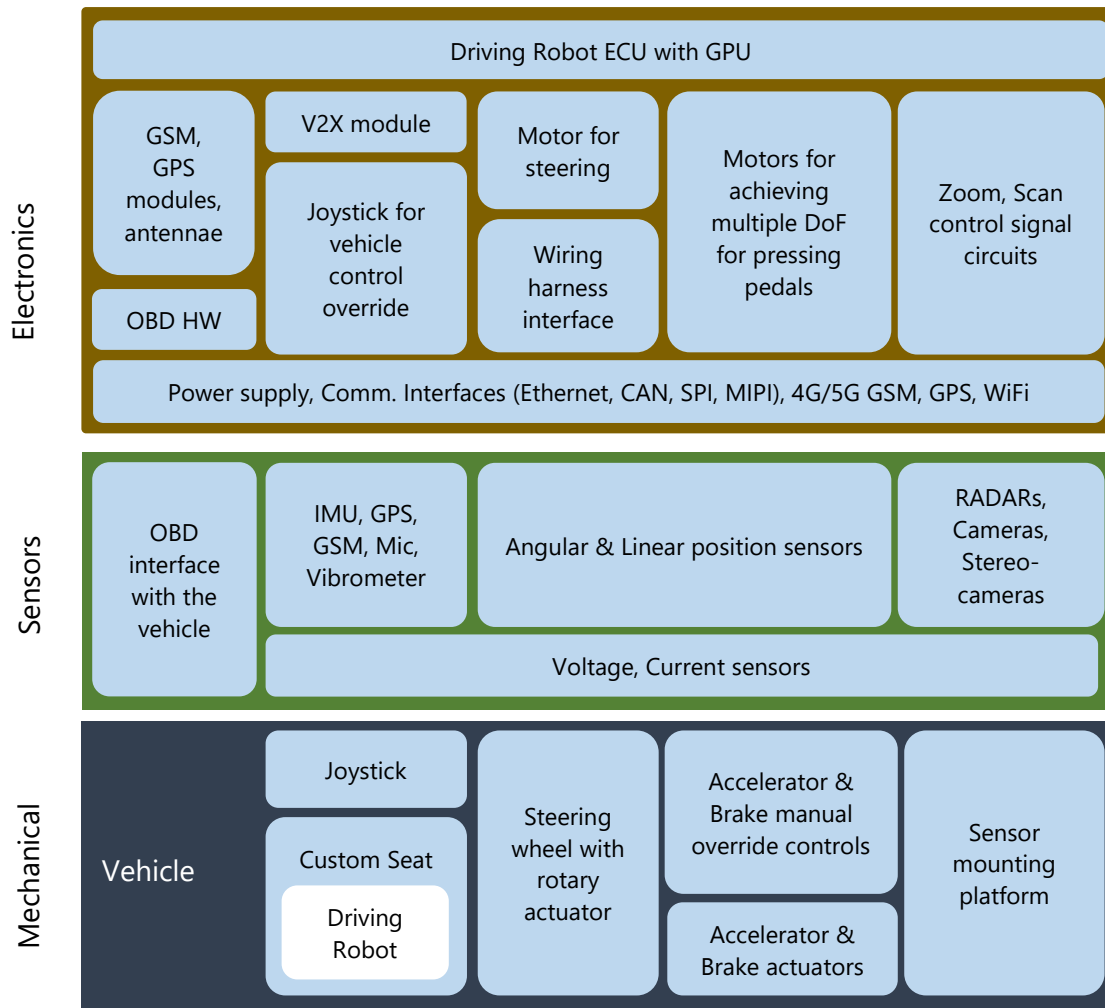 Electronics
Driving Robot ECU with GPU
GSM,
GPS
modules,
antennae
OBD HW
V2X module
Joystick for
vehicle
control
override
Motor for
steering
Wiring
harness
interface
Motors for
achieving
multiple DoF
for pressing
pedals
Zoom, Scan
control signal
circuits
Power supply, Comm. Interfaces (Ethernet, CAN, SPI, MIPI), 4G/5G GSM, GPS, WiFi
Sensors
OBD
interface
with the
vehicle
IMU, GPS,
GSM, Mic,
Vibrometer
Angular & Linear position sensors
RADARs,
Cameras,
Stereo-
cameras
Voltage, Current sensors
Mechanical
Vehicle
Joystick
Custom Seat
Driving
Robot
Steering
wheel with
rotary
actuator
Accelerator &
Brake manual
override controls
Accelerator &
Brake actuators
Sensor
mounting
platform